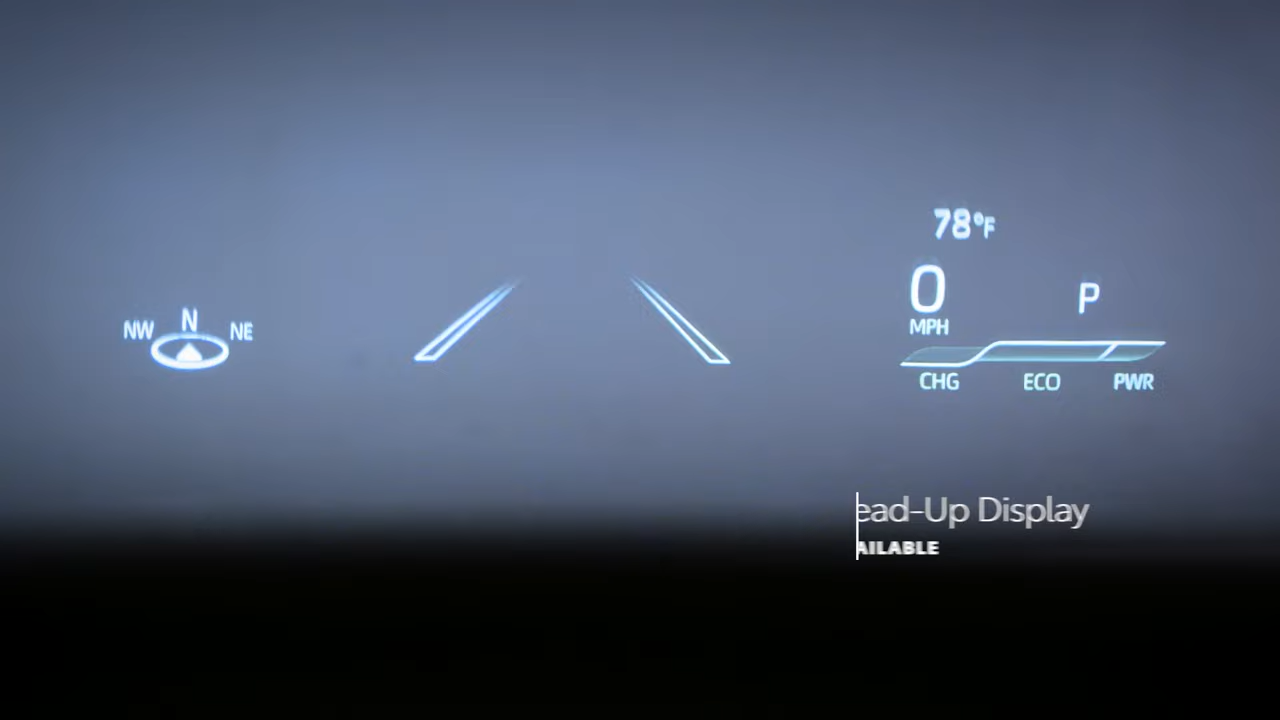 78°F
0
MPH
P
NW N NE
CHG ECO PWR
ead-Up Display
AILABLE